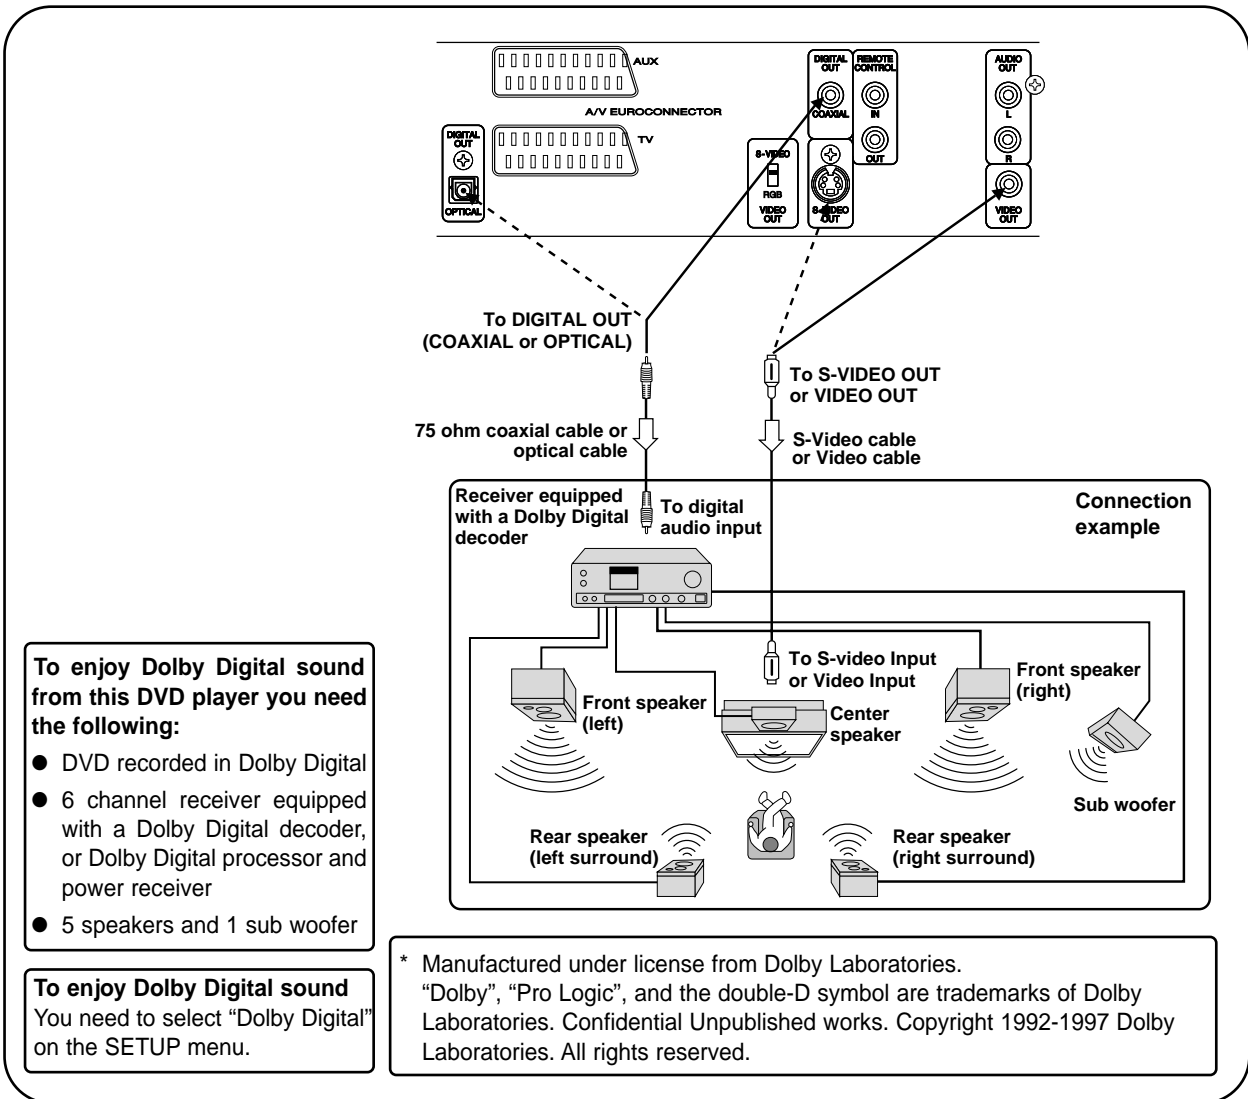 AUX
A/V EUROCONNECTOR
TV
DIGITAL
OUT
OPTICAL
S-VIDEO
RGB
VIDEO
OUT
DIGITAL
OUT
COAXIAL
REMOTE
CONTROL
IN
OUT
S-VIDEO
OUT
AUDIO
OUT
L
R
VIDEO
OUT
To DIGITAL OUT
(COAXIAL or OPTICAL)
To S-VIDEO OUT
or VIDEO OUT
75 ohm coaxial cable or
optical cable
S-Video cable
or Video cable
Receiver equipped
with a Dolby Digital
decoder
To digital
audio input
Connection
example
To S-video Input
or Video Input
Front speaker
(left)
Center
speaker
Front speaker
(right)
Sub woofer
Rear speaker
(left surround)
Rear speaker
(right surround)
To enjoy Dolby Digital sound
from this DVD player you need
the following:
● DVD recorded in Dolby Digital
● 6 channel receiver equipped
with a Dolby Digital decoder,
or Dolby Digital processor and
power receiver
● 5 speakers and 1 sub woofer
To enjoy Dolby Digital sound
You need to select “Dolby Digital”
on the SETUP menu.
* Manufactured under license from Dolby Laboratories.
“Dolby”, “Pro Logic”, and the double-D symbol are trademarks of Dolby
Laboratories. Confidential Unpublished works. Copyright 1992-1997 Dolby
Laboratories. All rights reserved.